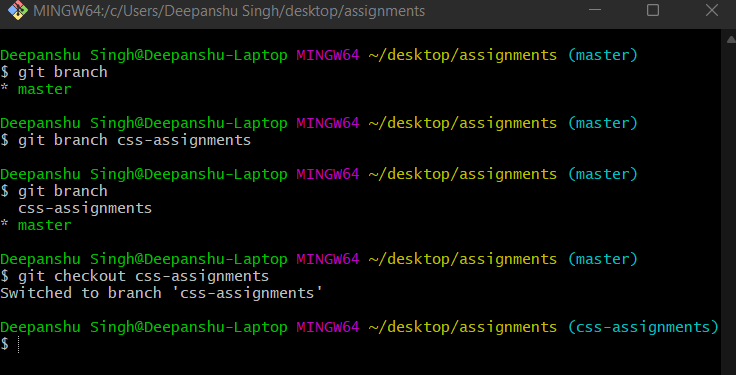 MINGW64:/c/Users/Deepanshu Singh/desktop/assignments
Deepanshu Singh@Deepanshu-Laptop MINGW64 ~/desktop/assignments (master)
$ git branch
* master
Deepanshu Singh@Deepanshu-Laptop MINGW64 ~/desktop/assignments (master)
$ git branch css-assignments
Deepanshu Singh@Deepanshu-Laptop MINGW64 ~/desktop/assignments (master)
$ git branch
  css-assignments
* master
Deepanshu Singh@Deepanshu-Laptop MINGW64 ~/desktop/assignments (master)
$ git checkout css-assignments
Switched to branch 'css-assignments'
Deepanshu Singh@Deepanshu-Laptop MINGW64 ~/desktop/assignments (css-assignments)
$